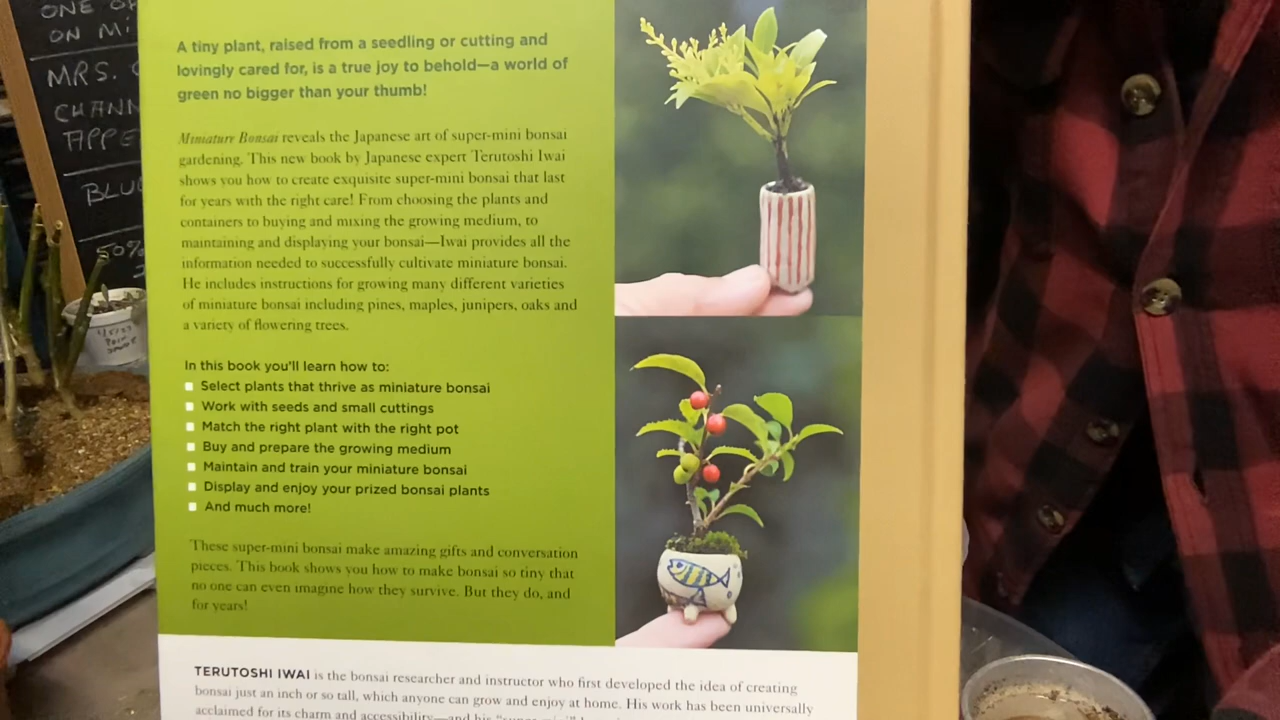 ON MI
MRS.
CHANN
APPE
BLU
50%
A tiny plant, raised from a seedling or cutting and
lovingly cared for, is a true joy to behold—a world of
green no bigger than your thumb!
Miniature Bonsai reveals the Japanese art of super-mini bonsai
gardening. This new book by Japanese expert Terutoshi Iwai
shows you how to create exquisite super-mini bonsai that last
for years with the right care! From choosing the plants and
containers to buying and mixing the growing medium, to
maintaining and displaying your bonsai—Iwai provides all the
information needed to successfully cultivate miniature bonsai.
He includes instructions for growing many different varieties
of miniature bonsai including pines, maples, junipers, oaks and
a variety of flowering trees.
In this book you'll learn how to:
Select plants that thrive as miniature bonsai
Work with seeds and small cuttings
Match the right plant with the right pot
Buy and prepare the growing medium
Maintain and train your miniature bonsai
Display and enjoy your prized bonsai plants
And much more!
These super-mini bonsai make amazing gifts and conversation
pieces. This book shows you how to make bonsai so tiny that
no one can even imagine how they survive. But they do, and
for years!
TERUTOSHI IWAI is the bonsai researcher and instructor who first developed the idea of creating
bonsai just an inch or so tall, which anyone can grow and enjoy at home. His work has been universally
acclaimed for its charm and accessibility—and his "super-mini"